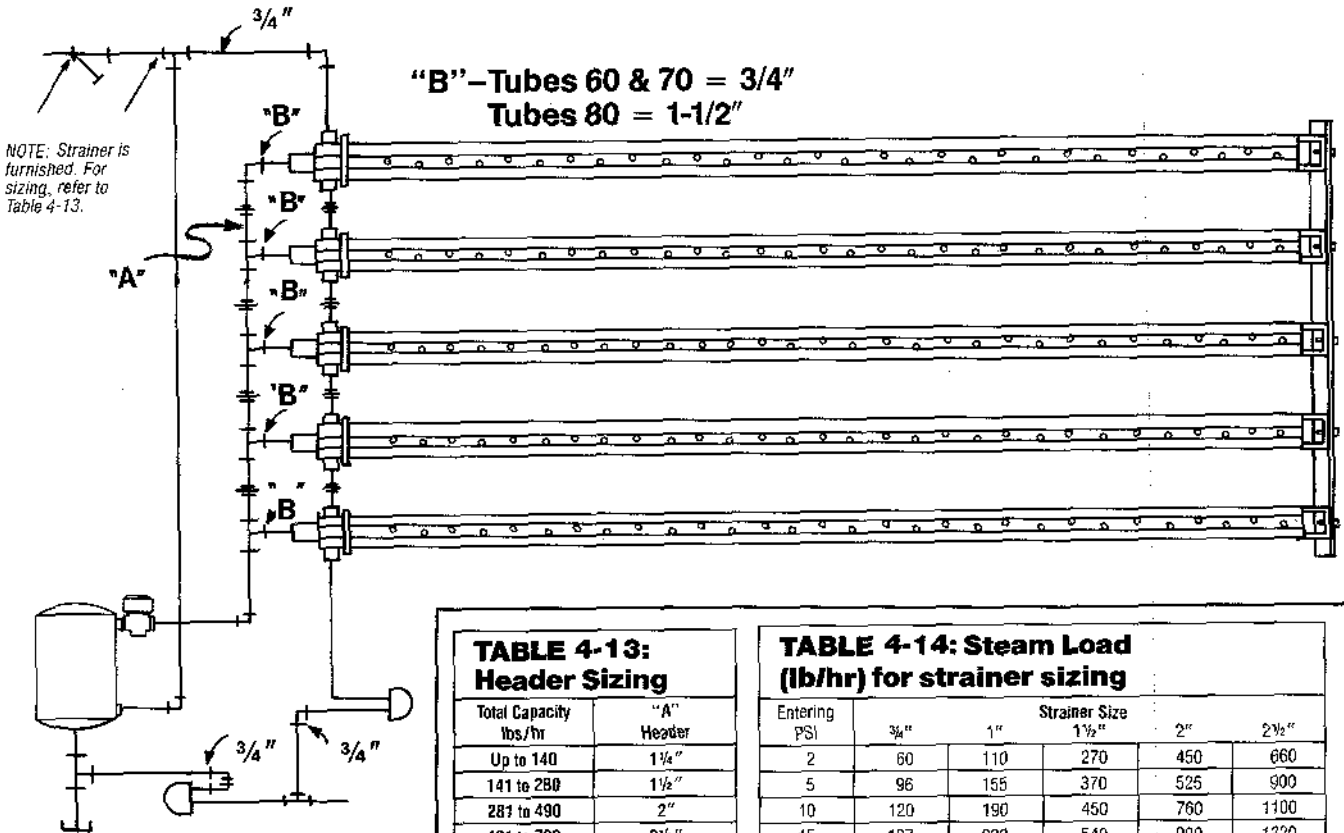 3/4"
"B"–Tubes 60 & 70 = 3/4"
Tubes 80 = 1-1/2"
NOTE: Strainer is
furnished. For
sizing, refer to
Table 4-13.
"B"
"B"
"A"
"B"
"B"
"B
3/4"
3/4"
TABLE 4-13:
Header Sizing
Total Capacity lbs/hr "A" Header
Up to 140 1¼"
141 to 280 1½"
281 to 490 2"
TABLE 4-14: Steam Load
(lb/hr) for strainer sizing
Entering PSI Strainer Size
¾" 1" 1½" 2" 2½"
2 60 110 270 450 660
5 96 155 370 525 900
10 120 190 450 760 1100